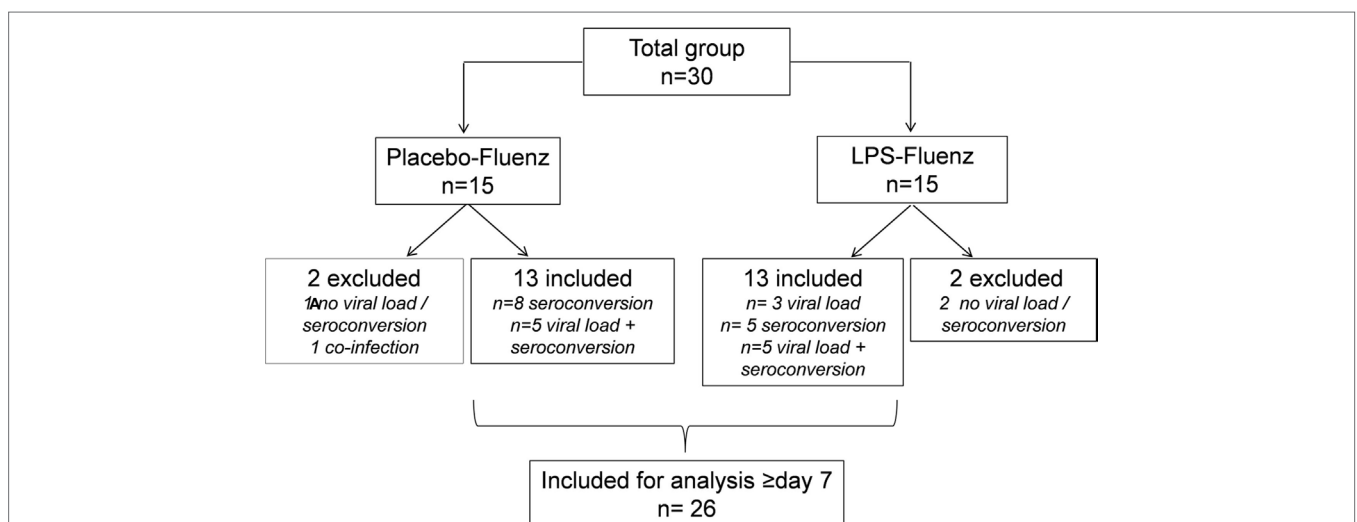 Total group
n=30
Placebo-Fluenz
n=15
LPS-Fluenz
n=15
2 excluded
1 no viral load /
seroconversion
1 co-infection
13 included
n=8 seroconversion
n=5 viral load +
seroconversion
13 included
n= 3 viral load
n= 5 seroconversion
n=5 viral load +
seroconversion
2 excluded
2 no viral load /
seroconversion
Included for analysis ≥day 7
n= 26